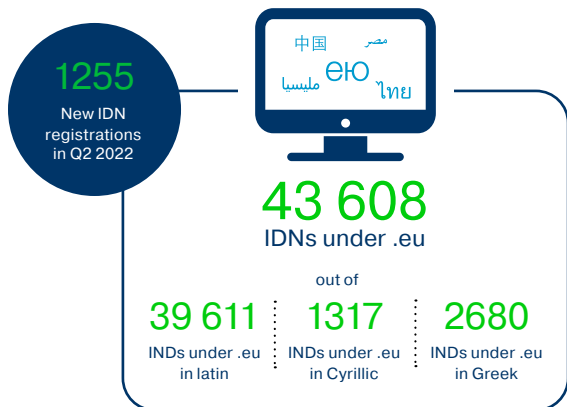 1255
New IDN
registrations
in Q2 2022
中国
مصر
مليسيا
ею
ไทย
43 608
IDNs under .eu
out of
39 611
INDs under .eu
in latin
1317
INDs under .eu
in Cyrillic
2680
INDs under .eu
in Greek